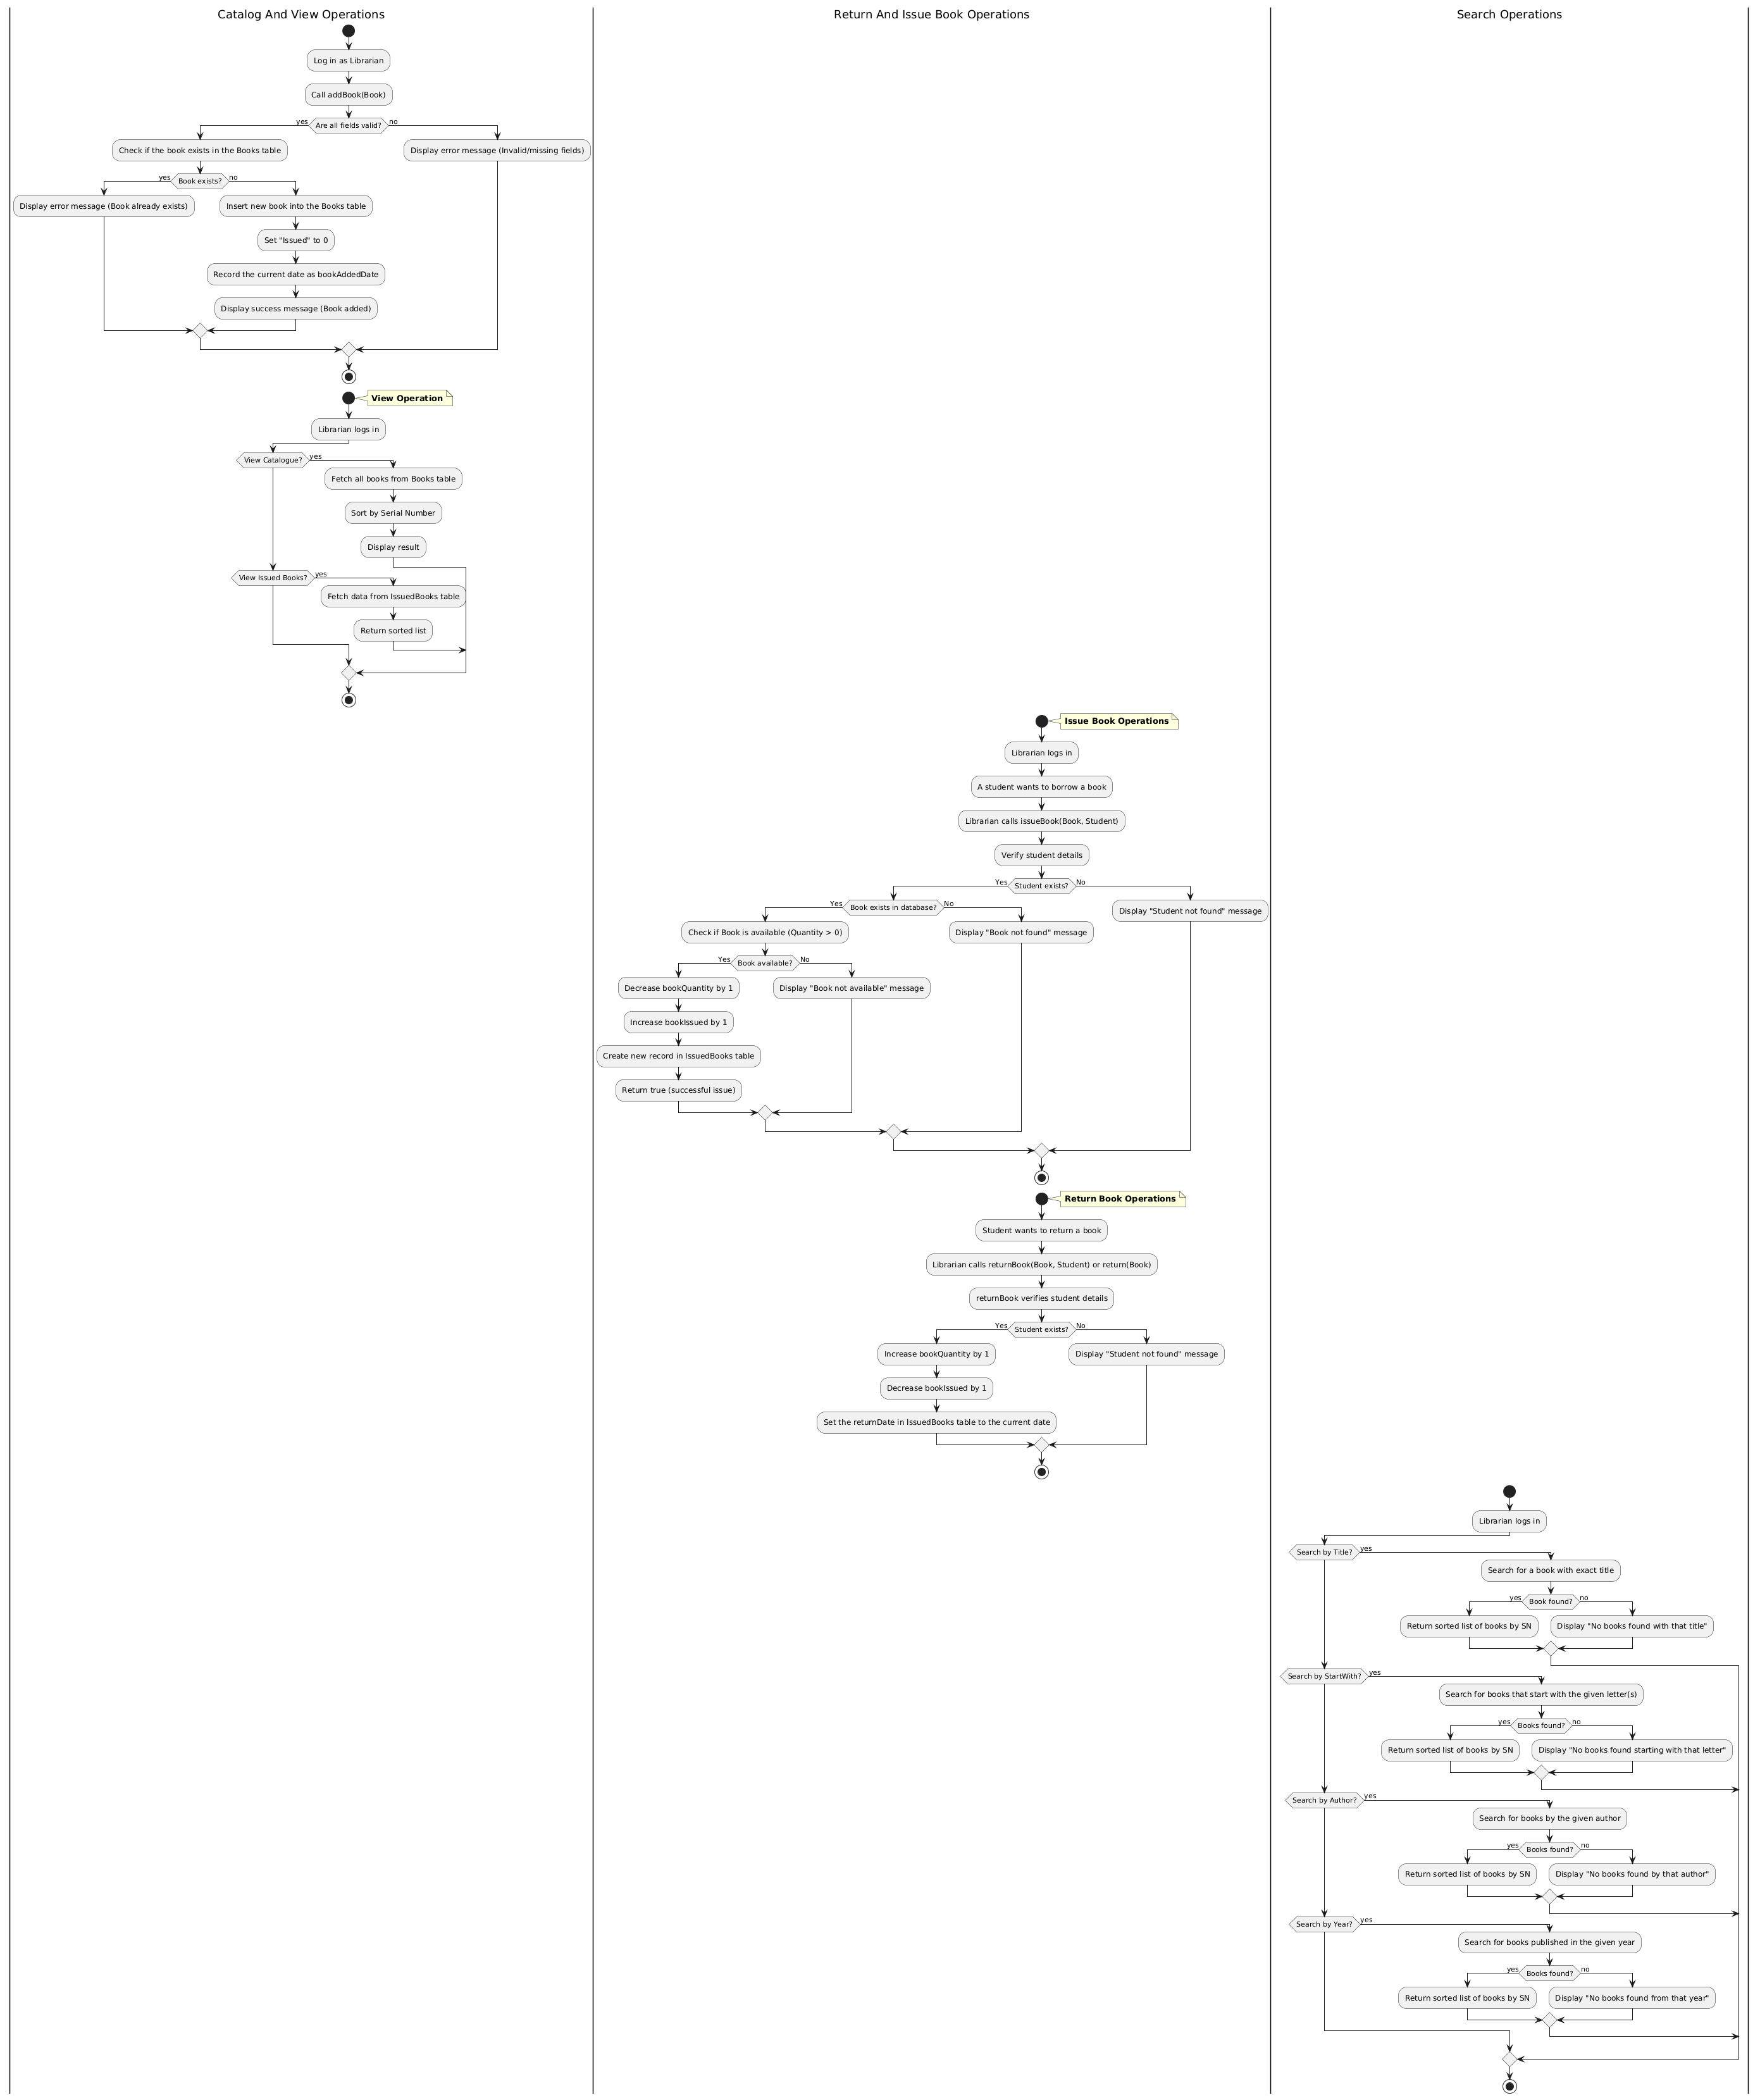 Catalog And View Operations
Return And Issue Book Operations
Search Operations
Log in as Librarian
Call addBook(Book)
yes
Are all fields valid?
no
Check if the book exists in the Books table
Display error message (Invalid/missing fields)
yes
Book exists?
no
Display error message (Book already exists)
Insert new book into the Books table
Set "Issued" to 0
Record the current date as bookAddedDate
Display success message (Book added)
View Operation
Librarian logs in
View Catalogue?
yes
Fetch all books from Books table
Sort by Serial Number
Display result
View Issued Books?
yes
Fetch data from IssuedBooks table
Return sorted list
Issue Book Operations
Librarian logs in
A student wants to borrow a book
Librarian calls issueBook(Book, Student)
Verify student details
Yes
Student exists?
No
Yes
Book exists in database?
No
Display "Student not found" message
Check if Book is available (Quantity > 0)
Display "Book not found" message
Yes
Book available?
No
Decrease bookQuantity by 1
Display "Book not available" message
Increase bookIssued by 1
Create new record in IssuedBooks table
Return true (successful issue)
Return Book Operations
Student wants to return a book
Librarian calls returnBook(Book, Student) or return(Book)
returnBook verifies student details
Yes
Student exists?
No
Increase bookQuantity by 1
Display "Student not found" message
Decrease bookIssued by 1
Set the returnDate in IssuedBooks table to the current date
Librarian logs in
Search by Title?
yes
Search for a book with exact title
yes
Book found?
no
Return sorted list of books by SN
Display "No books found with that title"
Search by StartWith?
yes
Search for books that start with the given letter(s)
yes
Books found?
no
Return sorted list of books by SN
Display "No books found starting with that letter"
Search by Author?
yes
Search for books by the given author
yes
Books found?
no
Return sorted list of books by SN
Display "No books found by that author"
Search by Year?
yes
Search for books published in the given year
yes
Books found?
no
Return sorted list of books by SN
Display "No books found from that year"